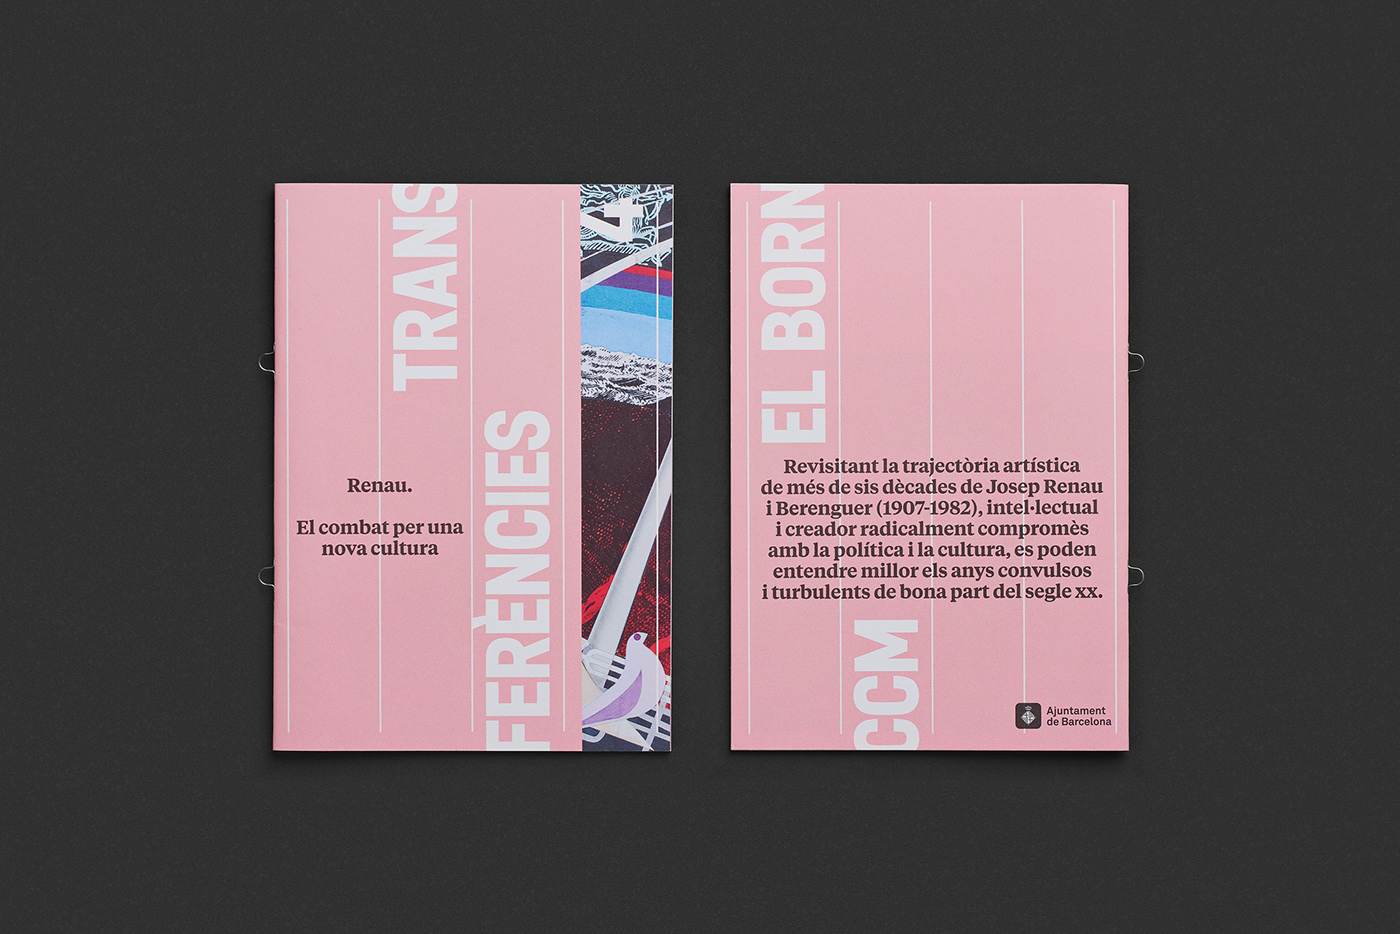 TRANS
FERÈNCIES
4
Renau.
El combat per una
nova cultura
EL BORN
CCM
Revisitant la trajectòria artística
de més de sis dècades de Josep Renau
i Berenguer (1907-1982), intel·lectual
i creador radicalment compromès
amb la política i la cultura, es poden
entendre millor els anys convulsos
i turbulents de bona part del segle xx.
Ajuntament
de Barcelona